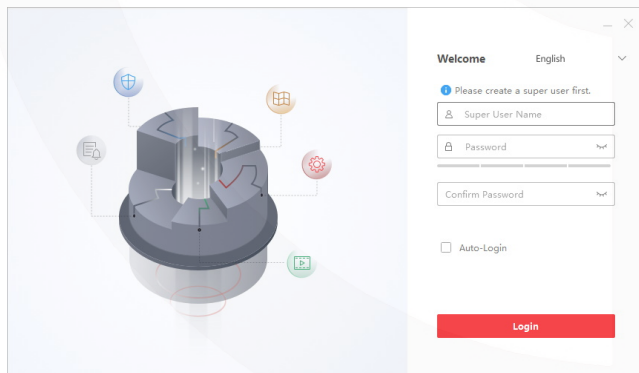 Welcome English
Please create a super user first.
Super User Name
Password
Confirm Password
Auto-Login
Login